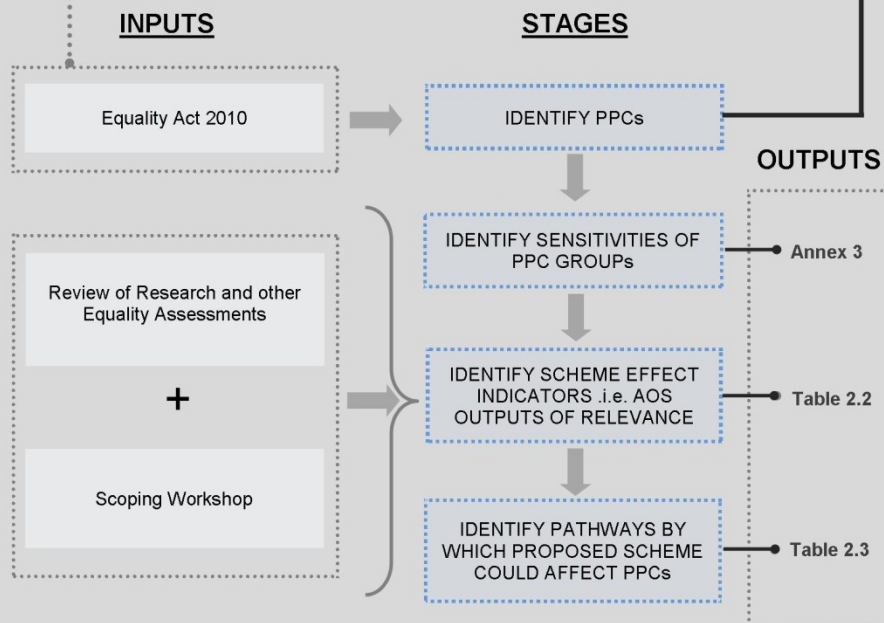 INPUTS
STAGES
Equality Act 2010
IDENTIFY PPCs
OUTPUTS
IDENTIFY SENSITIVITIES OF
PPC GROUPs
Annex 3
Review of Research and other
Equality Assessments
+
Scoping Workshop
IDENTIFY SCHEME EFFECT
INDICATORS .i.e. AOS
OUTPUTS OF RELEVANCE
Table 2.2
IDENTIFY PATHWAYS BY
WHICH PROPOSED SCHEME
COULD AFFECT PPCs
Table 2.3